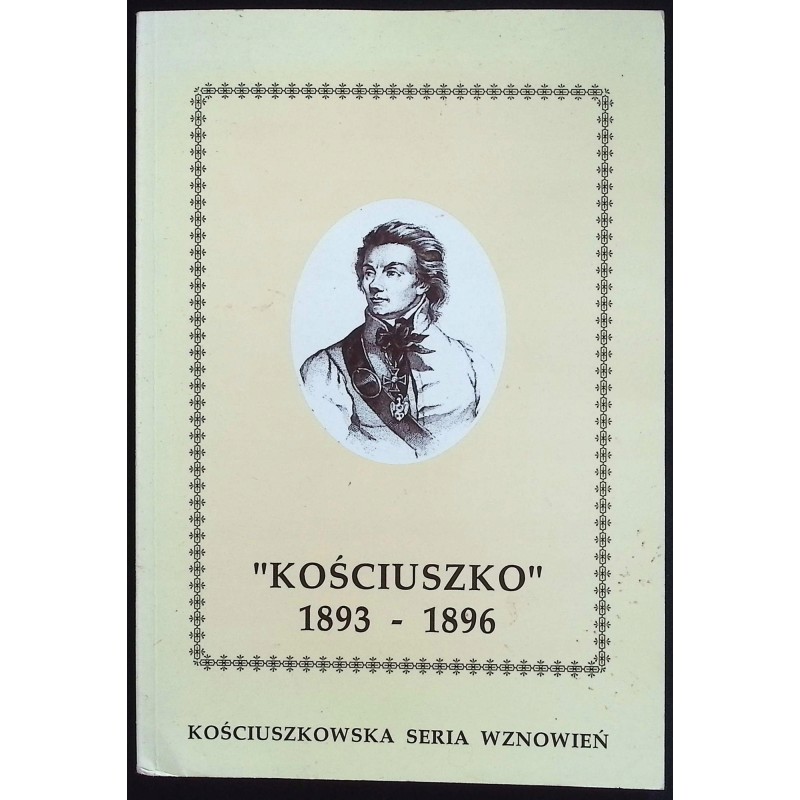 "KOŚCIUSZKO"
1893 - 1896
KOŚCIUSZKOWSKA SERIA WZNOWIEŃ